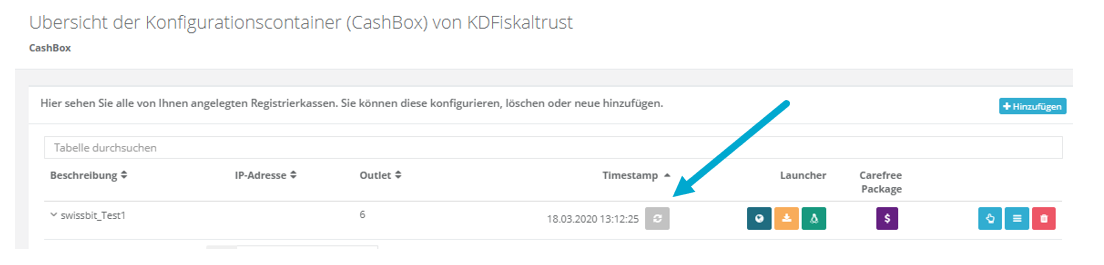 Übersicht der Konfigurationscontainer (CashBox) von KDFiskaltrust
CashBox
Hier sehen Sie alle von Ihnen angelegten Registrierkassen. Sie können diese konfigurieren, löschen oder neue hinzufügen.
+ Hinzufügen
Tabelle durchsuchen
Beschreibung IP-Adresse Outlet Timestamp Launcher Carefree Package
swissbit_Test1 6 18.03.2020 13:12:25 $